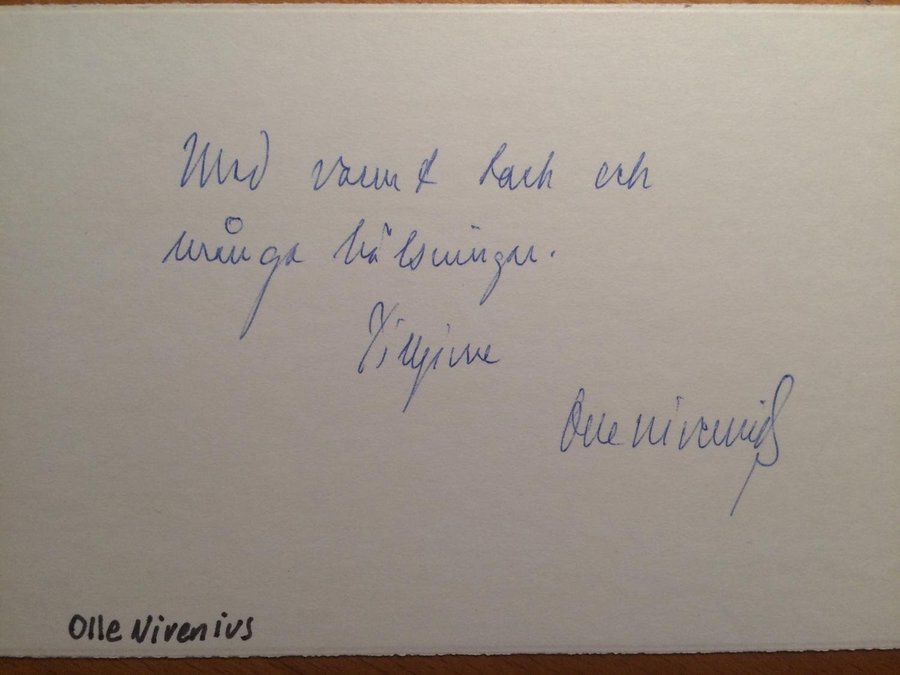 Med varmt tack och
många hälsningar.
Tillgivne
Olle Nivenius
Olle Nivenius